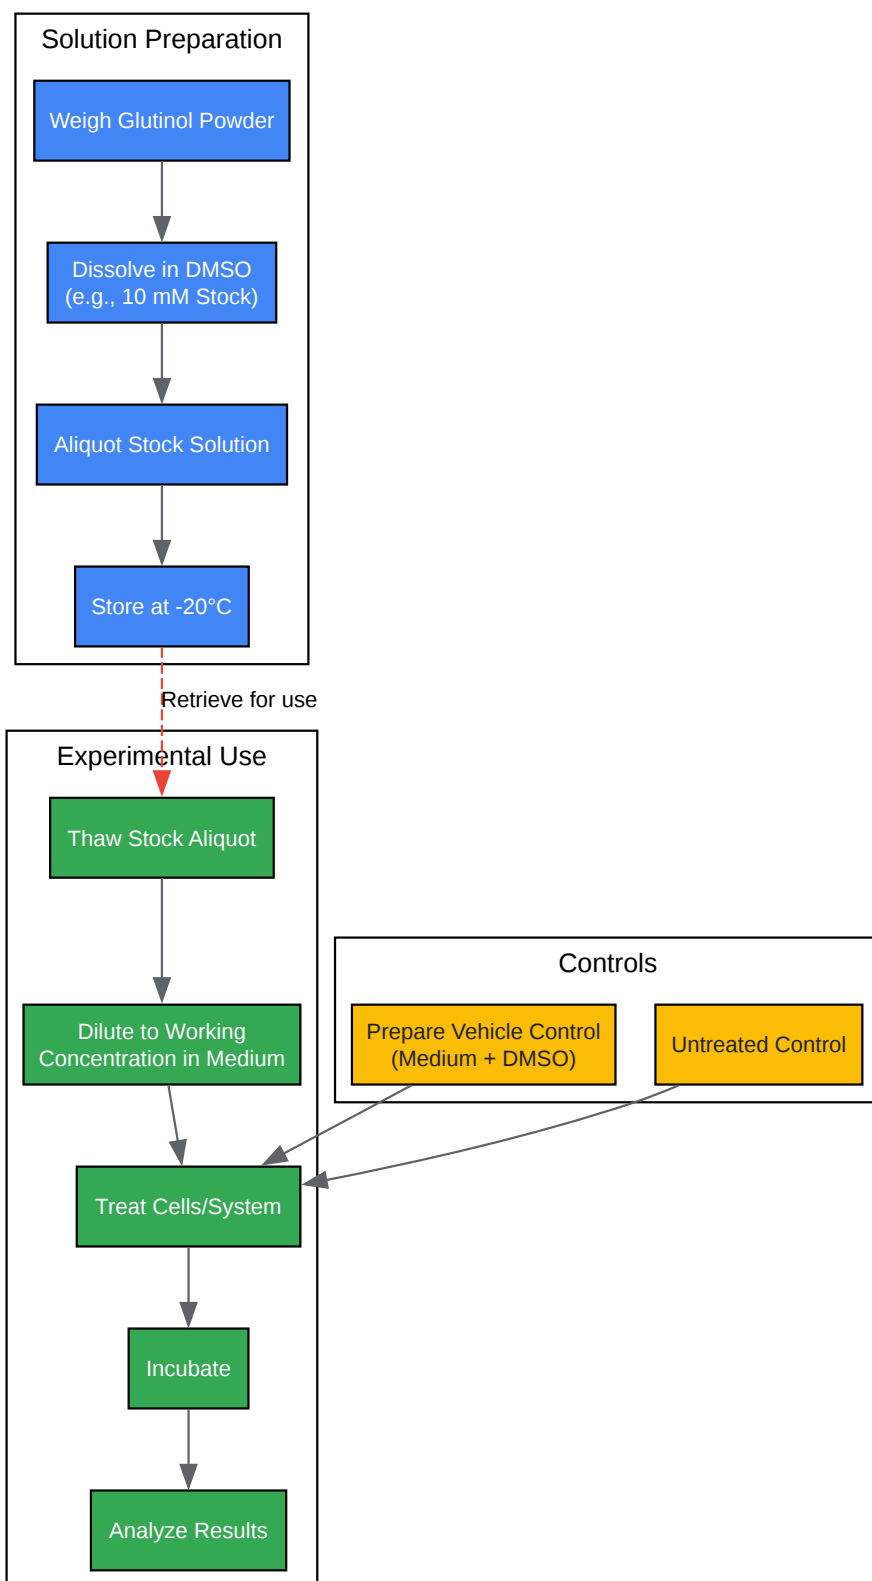 Solution Preparation
Weigh Glutinol Powder
Dissolve in DMSO
(e.g., 10 mM Stock)
Aliquot Stock Solution
Store at -20°C
Retrieve for use
Experimental Use
Thaw Stock Aliquot
Dilute to Working
Concentration in Medium
Controls
Prepare Vehicle Control
(Medium + DMSO)
Untreated Control
Treat Cells/System
Incubate
Analyze Results